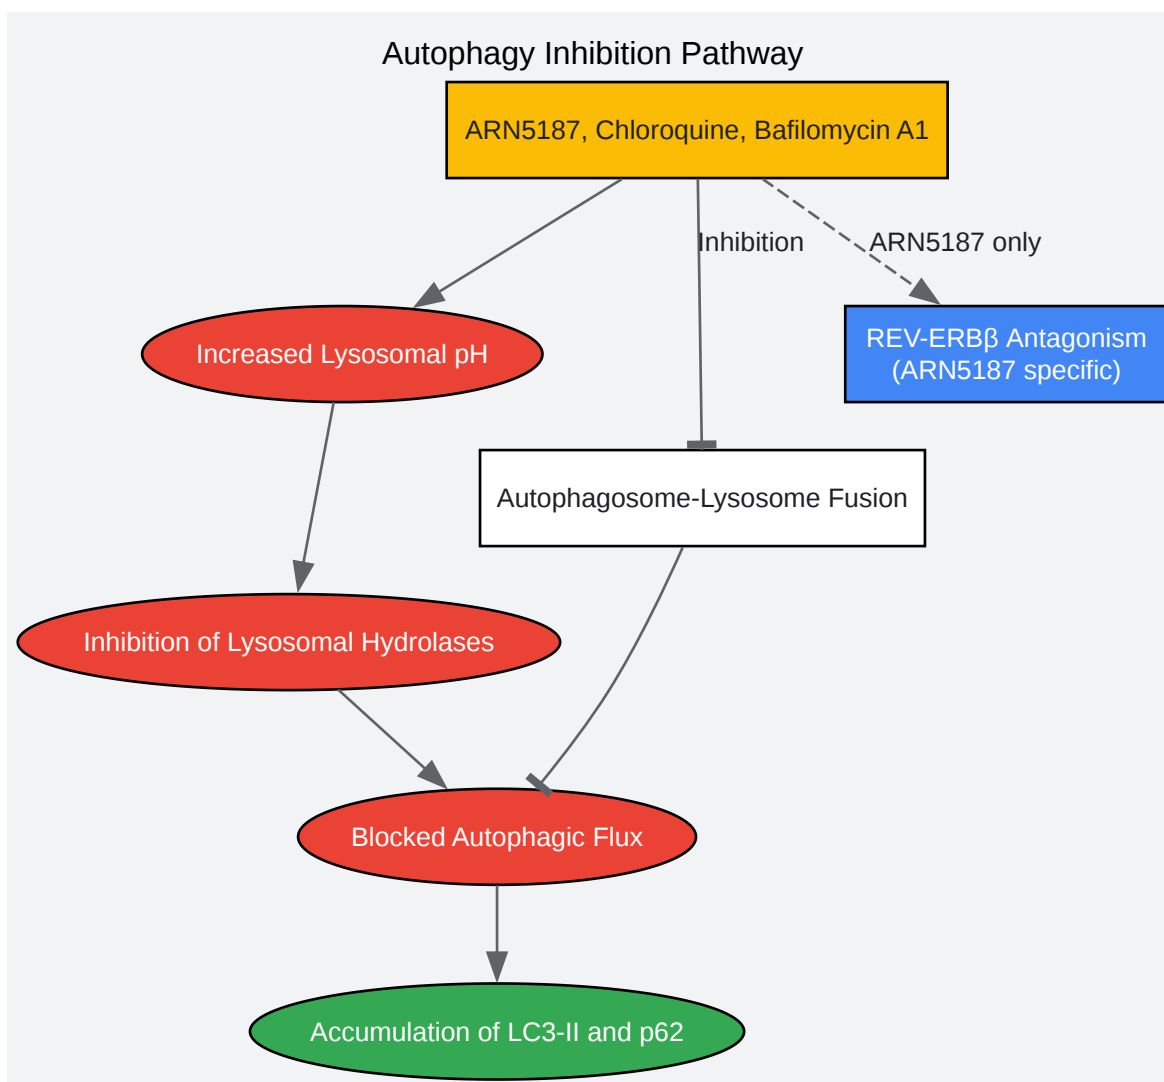 Autophagy Inhibition Pathway
ARN5187, Chloroquine, Bafilomycin A1
Inhibition
ARN5187 only
Increased Lysosomal pH
REV-ERBβ Antagonism
(ARN5187 specific)
Autophagosome-Lysosome Fusion
Inhibition of Lysosomal Hydrolases
Blocked Autophagic Flux
Accumulation of LC3-II and p62